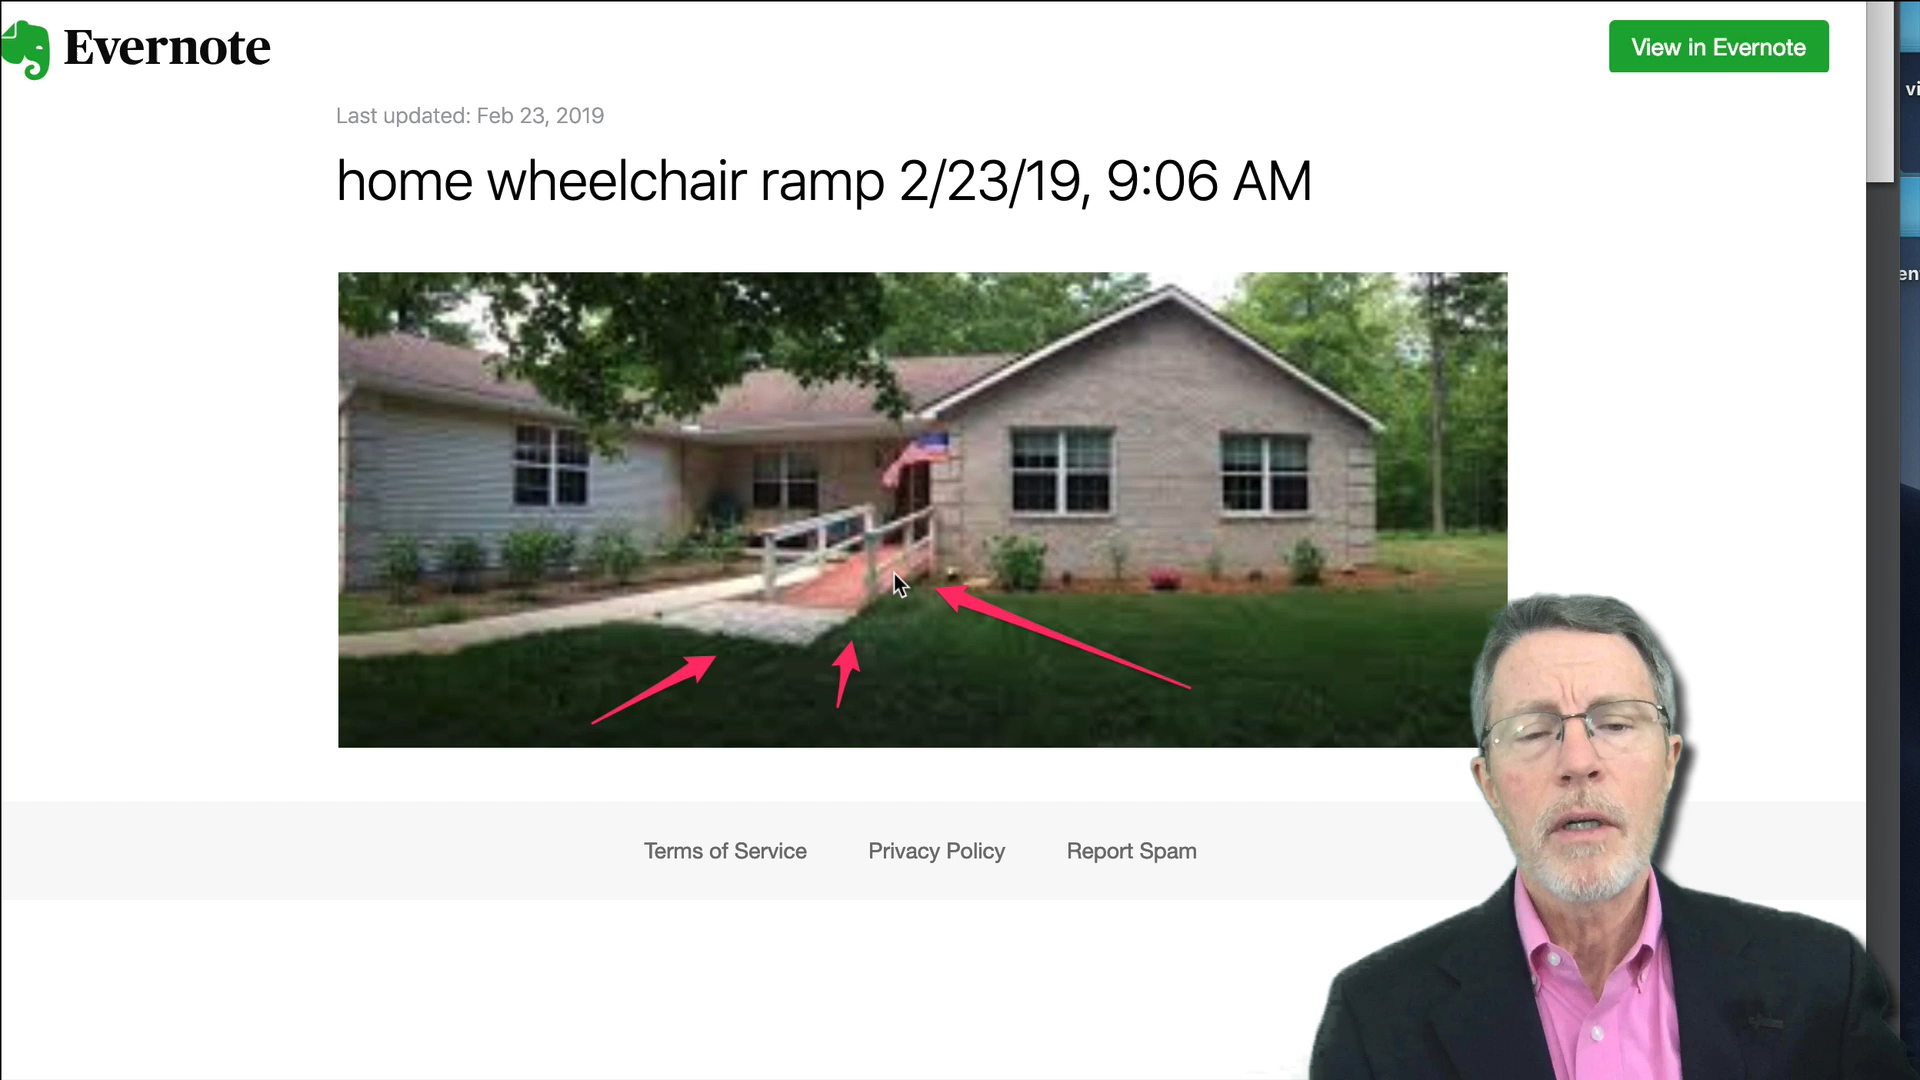 Evernote
View in Evernote
Last updated: Feb 23, 2019
home wheelchair ramp 2/23/19, 9:06 AM
Terms of Service
Privacy Policy
Report Spam